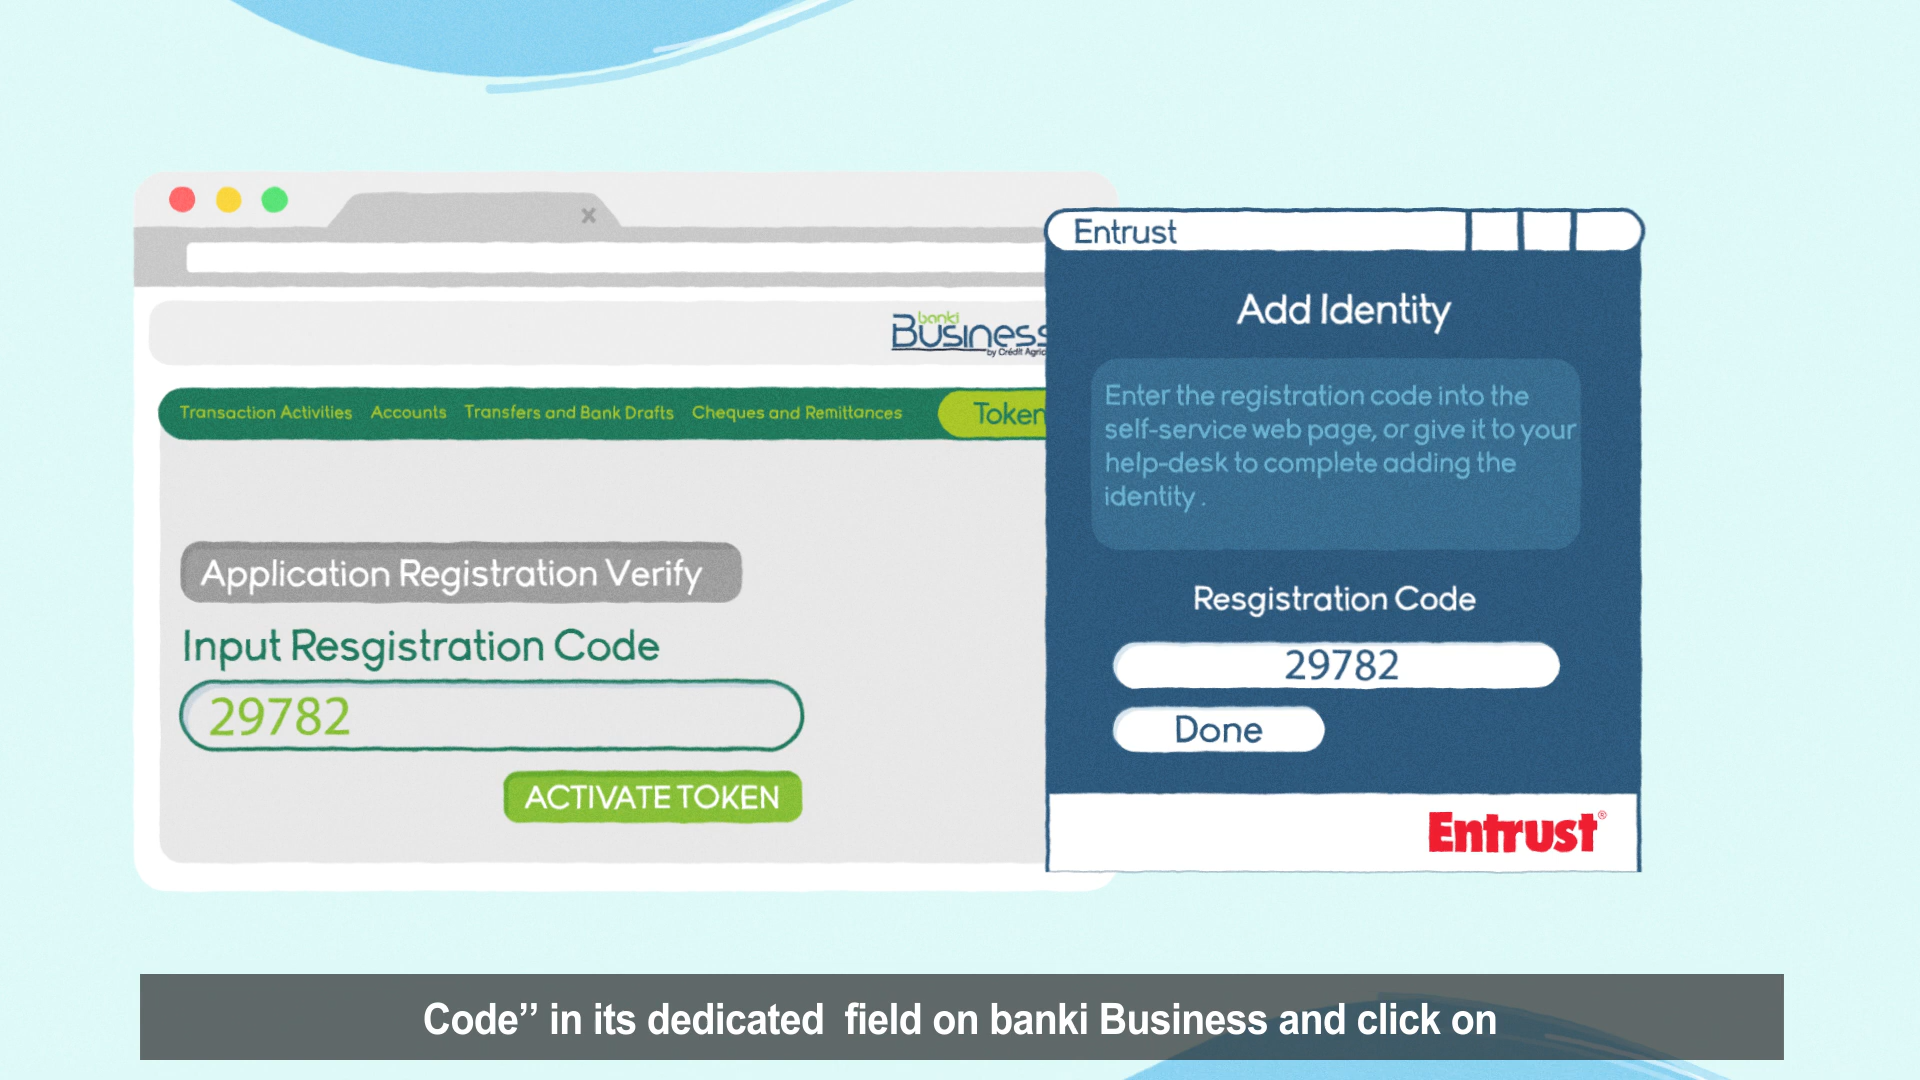 banki
Business
by Crédit Agric
Transaction Activities Accounts Transfers and Bank Drafts Cheques and Remittances Token
Application Registration Verify
Input Resgistration Code
29782
ACTIVATE TOKEN
Entrust
Add Identity
Enter the registration code into the
self-service web page, or give it to your
help-desk to complete adding the
identity .
Resgistration Code
29782
Done
Entrust®
Code’’ in its dedicated field on banki Business and click on